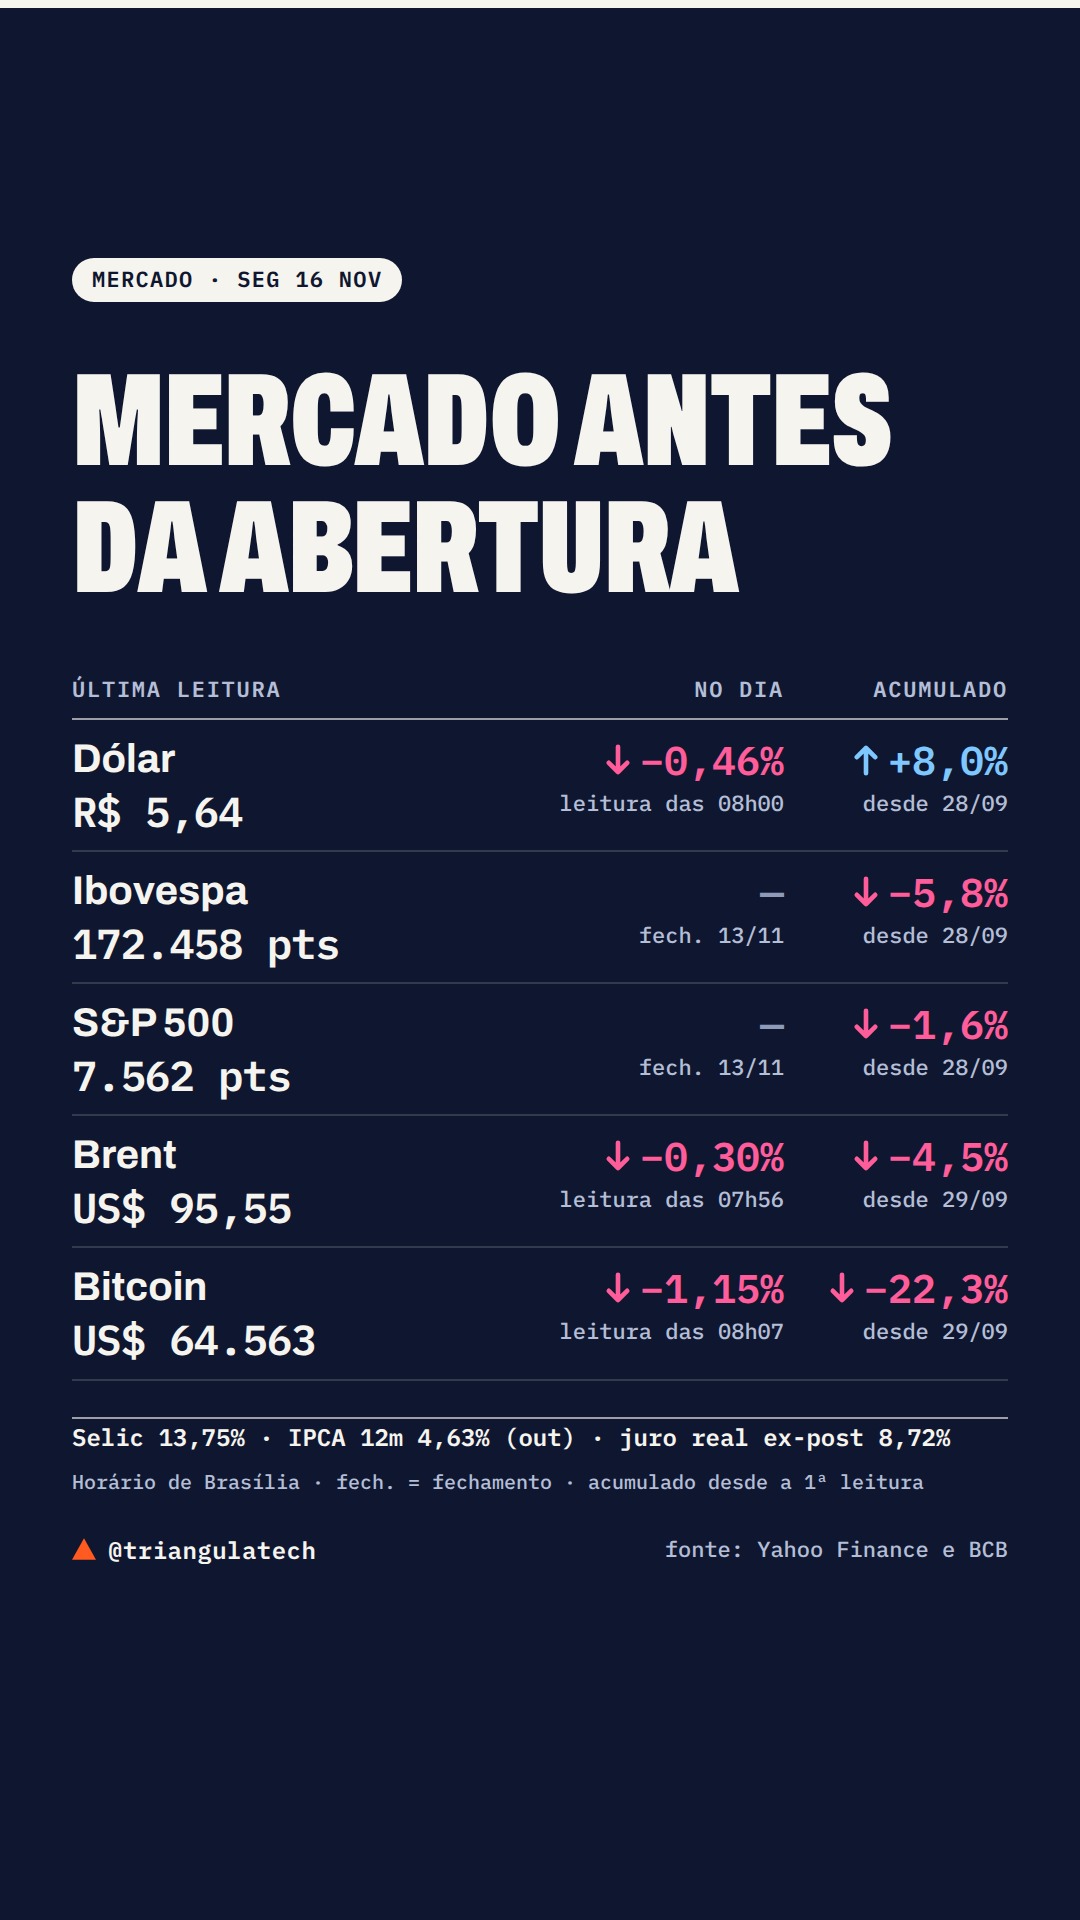 MERCADO · SEG 16 NOV
MERCADO ANTES
DA ABERTURA
ÚLTIMA LEITURA NO DIA ACUMULADO
Dólar ↓ −0,46% ↑ +8,0%
R$ 5,64 leitura das 08h00 desde 28/09
Ibovespa — ↓ −5,8%
172.458 pts fech. 13/11 desde 28/09
S&P 500 — ↓ −1,6%
7.562 pts fech. 13/11 desde 28/09
Brent ↓ −0,30% ↓ −4,5%
US$ 95,55 leitura das 07h56 desde 29/09
Bitcoin ↓ −1,15% ↓ −22,3%
US$ 64.563 leitura das 08h07 desde 29/09
Selic 13,75% · IPCA 12m 4,63% (out) · juro real ex-post 8,72%
Horário de Brasília · fech. = fechamento · acumulado desde a 1ª leitura
@triangulatech fonte: Yahoo Finance e BCB